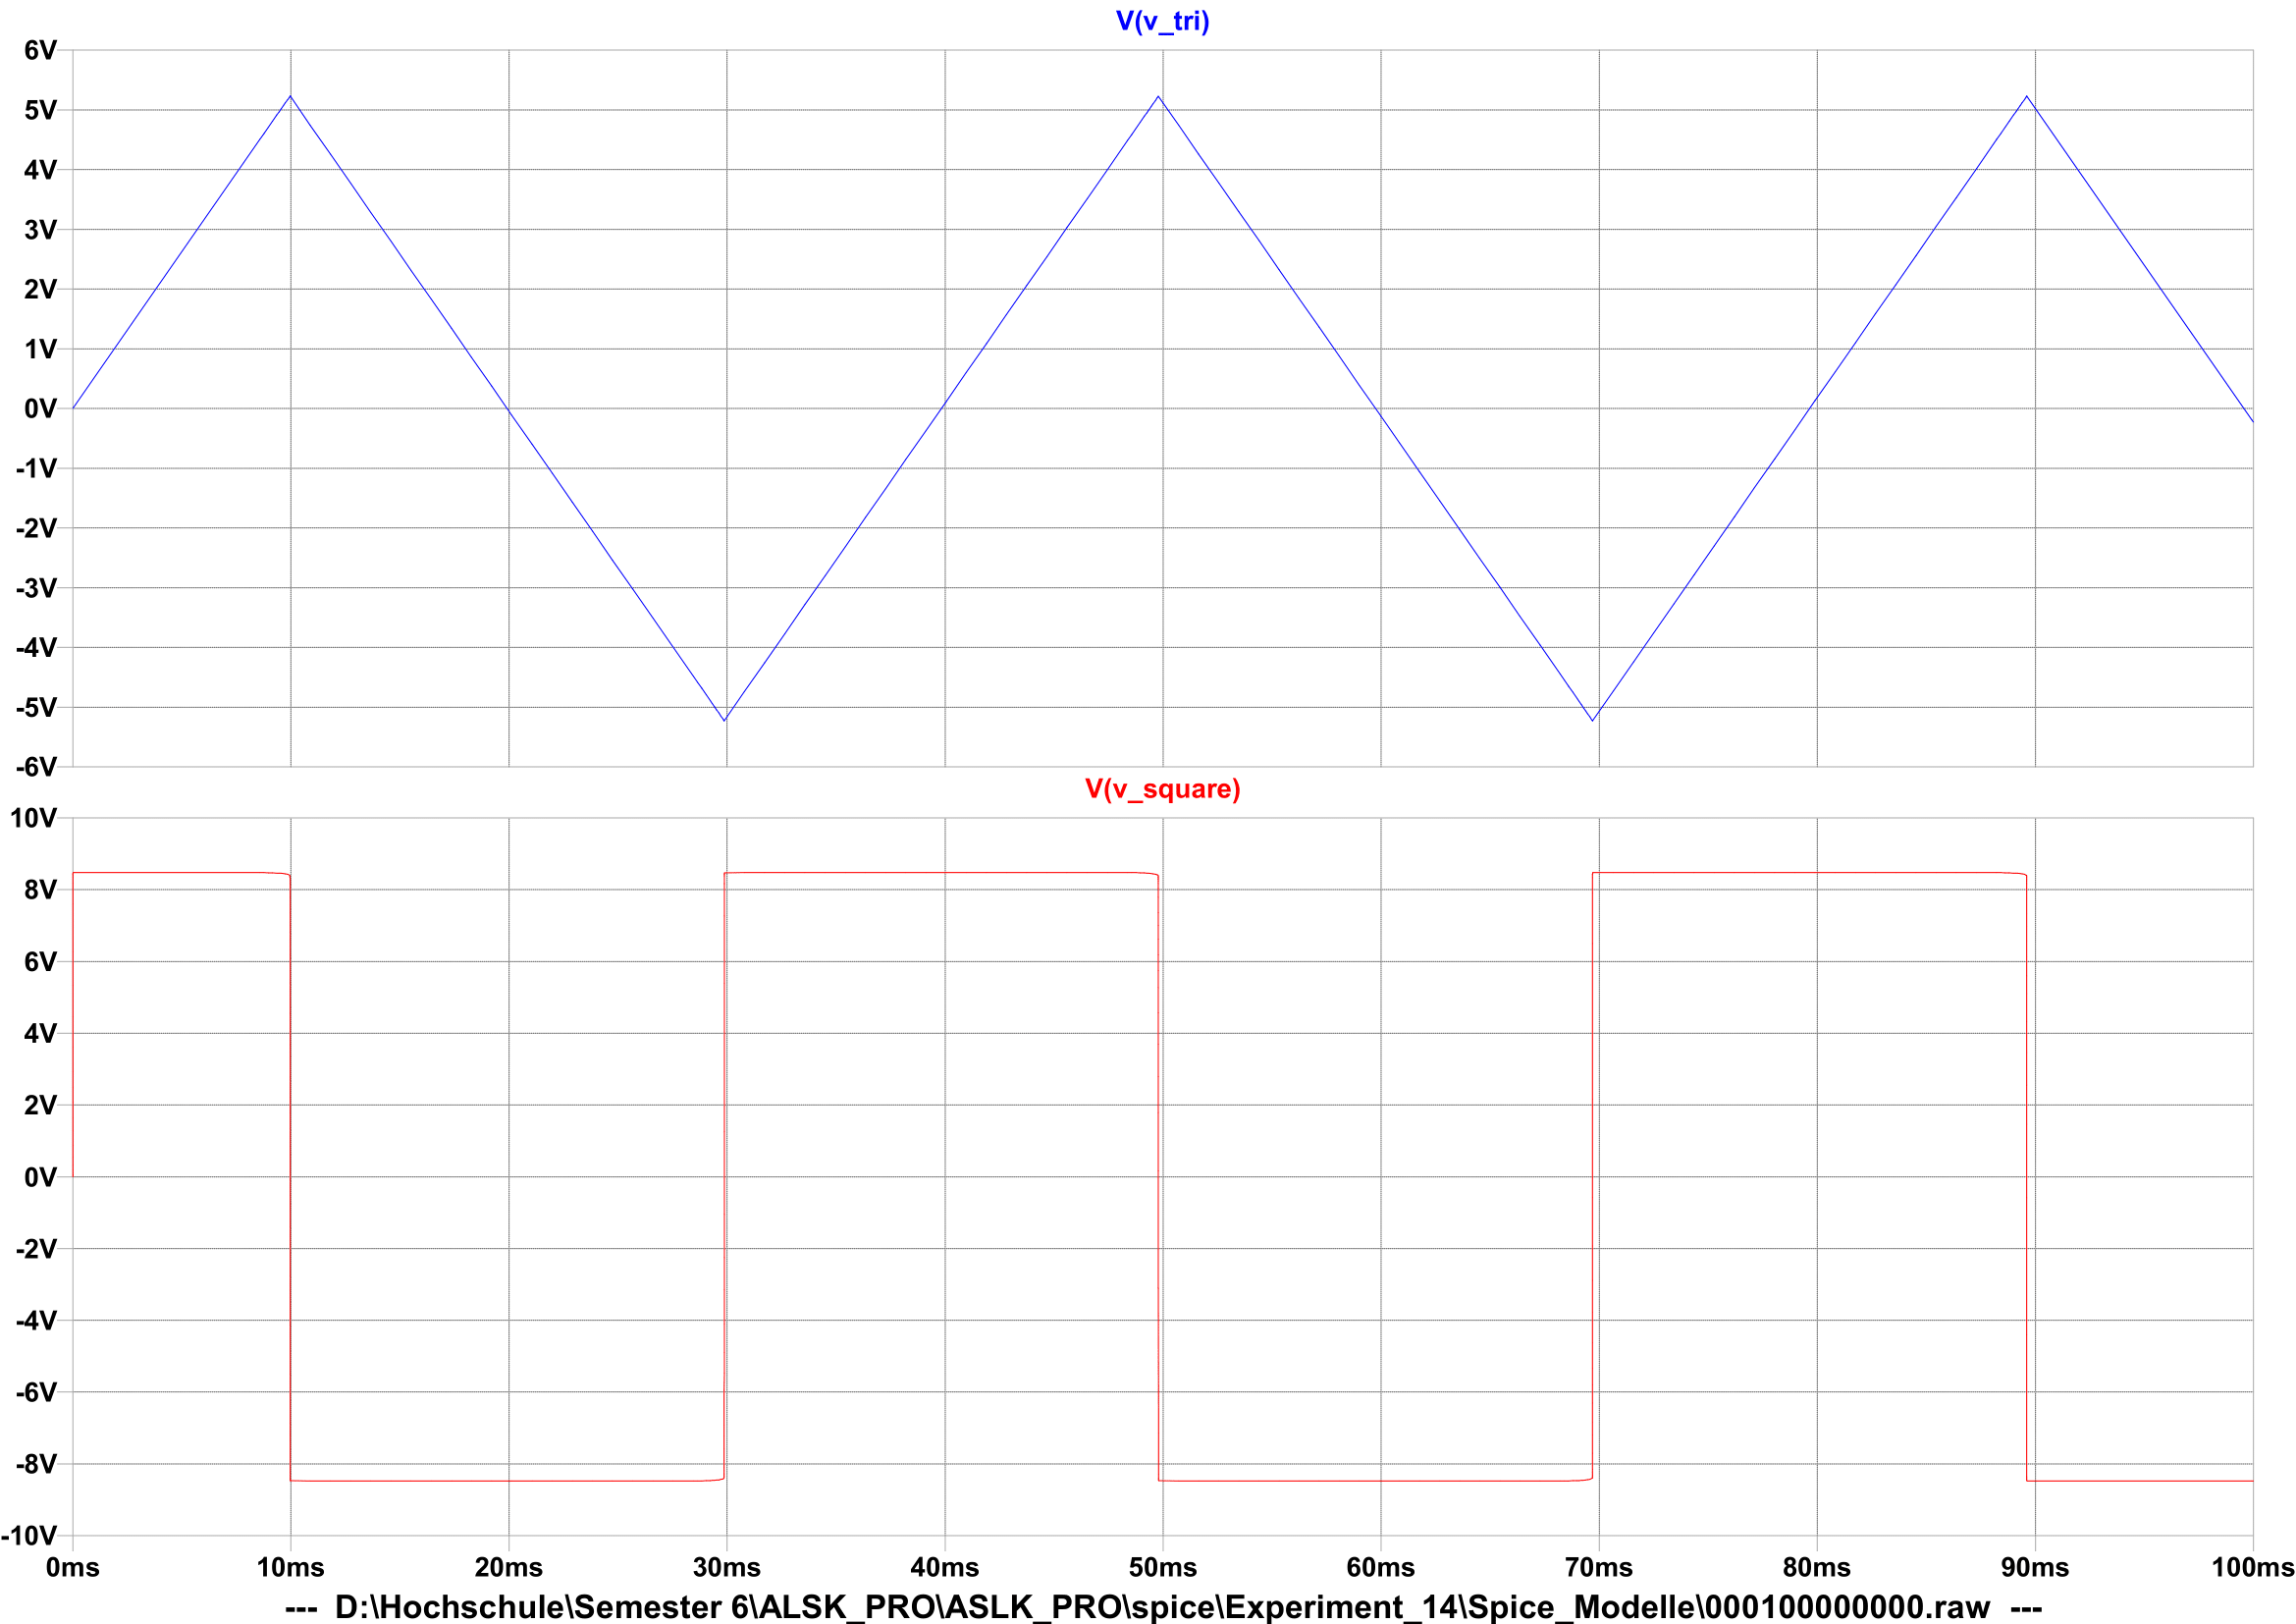 V(v_tri)
6V
5V
4V
3V
2V
1V
0V
-1V
-2V
-3V
-4V
-5V
-6V
V(v_square)
10V
8V
6V
4V
2V
0V
-2V
-4V
-6V
-8V
-10V
0ms 10ms 20ms 30ms 40ms 50ms 60ms 70ms 80ms 90ms 100ms
--- D:\Hochschule\Semester 6\ALSK_PRO\ASLK_PRO\spice\Experiment_14\Spice_Modelle\000100000000.raw ---